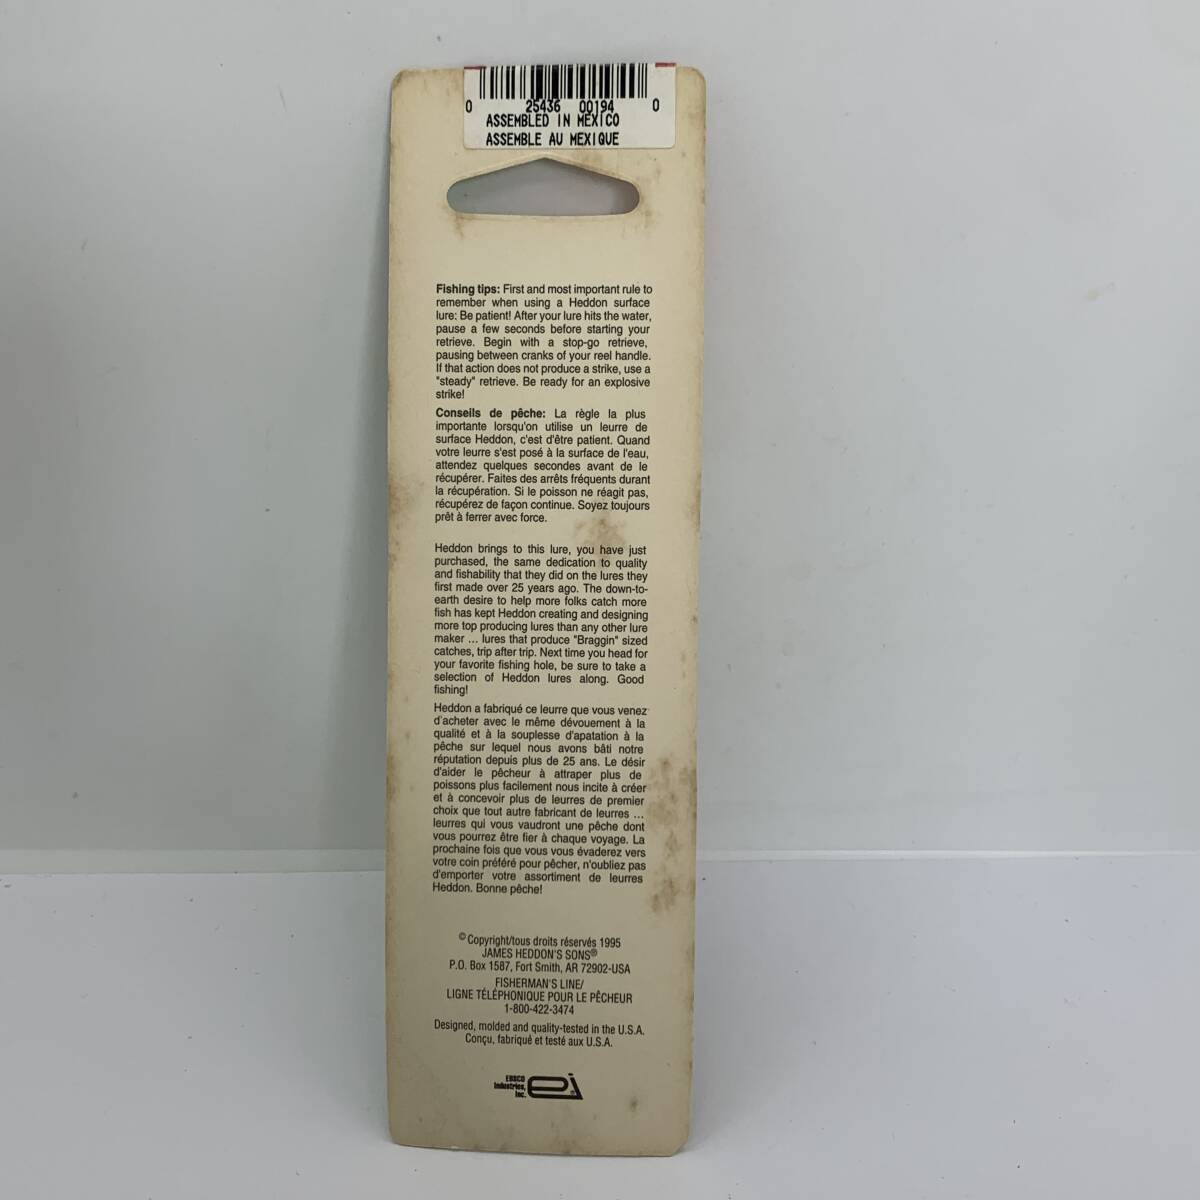 0 25436 00194 0
ASSEMBLED IN MEXICO
ASSEMBLE AU MEXIQUE
Fishing tips: First and most important rule to
remember when using a Heddon surface
lure: Be patient! After your lure hits the water,
pause a few seconds before starting your
retrieve. Begin with a stop-go retrieve,
pausing between cranks of your reel handle.
If that action does not produce a strike, use a
"steady" retrieve. Be ready for an explosive
strike!
Conseils de pêche: La règle la plus
importante lorsqu'on utilise un leurre de
surface Heddon, c'est d'être patient. Quand
votre leurre s'est posé à la surface de l'eau,
attendez quelques secondes avant de le
récupérer. Faites des arrêts fréquents durant
la récupération. Si le poisson ne réagit pas,
récupérez de façon continue. Soyez toujours
prêt à ferrer avec force.
Heddon brings to this lure, you have just
purchased, the same dedication to quality
and fishability that they did on the lures they
first made over 25 years ago. The down-to-
earth desire to help more folks catch more
fish has kept Heddon creating and designing
more top producing lures than any other lure
maker ... lures that produce "Braggin" sized
catches, trip after trip. Next time you head for
your favorite fishing hole, be sure to take a
selection of Heddon lures along. Good
fishing!
Heddon a fabriqué ce leurre que vous venez
d'acheter avec le même dévouement à la
qualité et à la souplesse d'apatation à la
pêche sur lequel nous avons bâti notre
réputation depuis plus de 25 ans. Le désir
d'aider le pêcheur à attraper plus de
poissons plus facilement nous incite à créer
et à concevoir plus de leurres de premier
choix que tout autre fabricant de leurres ...
leurres qui vous vaudront une pêche dont
vous pourrez être fier à chaque voyage. La
prochaine fois que vous vous évaderez vers
votre coin préféré pour pêcher, n'oubliez pas
d'emporter votre assortiment de leurres
Heddon. Bonne pêche!
© Copyright/tous droits réservés 1995
JAMES HEDDON'S SONS®
P.O. Box 1587, Fort Smith, AR 72902-USA
FISHERMAN'S LINE/
LIGNE TÉLÉPHONIQUE POUR LE PÊCHEUR
1-800-422-3474
Designed, molded and quality-tested in the U.S.A.
Conçu, fabriqué et testé aux U.S.A.
EBSCO
Industries,
Inc.
ei